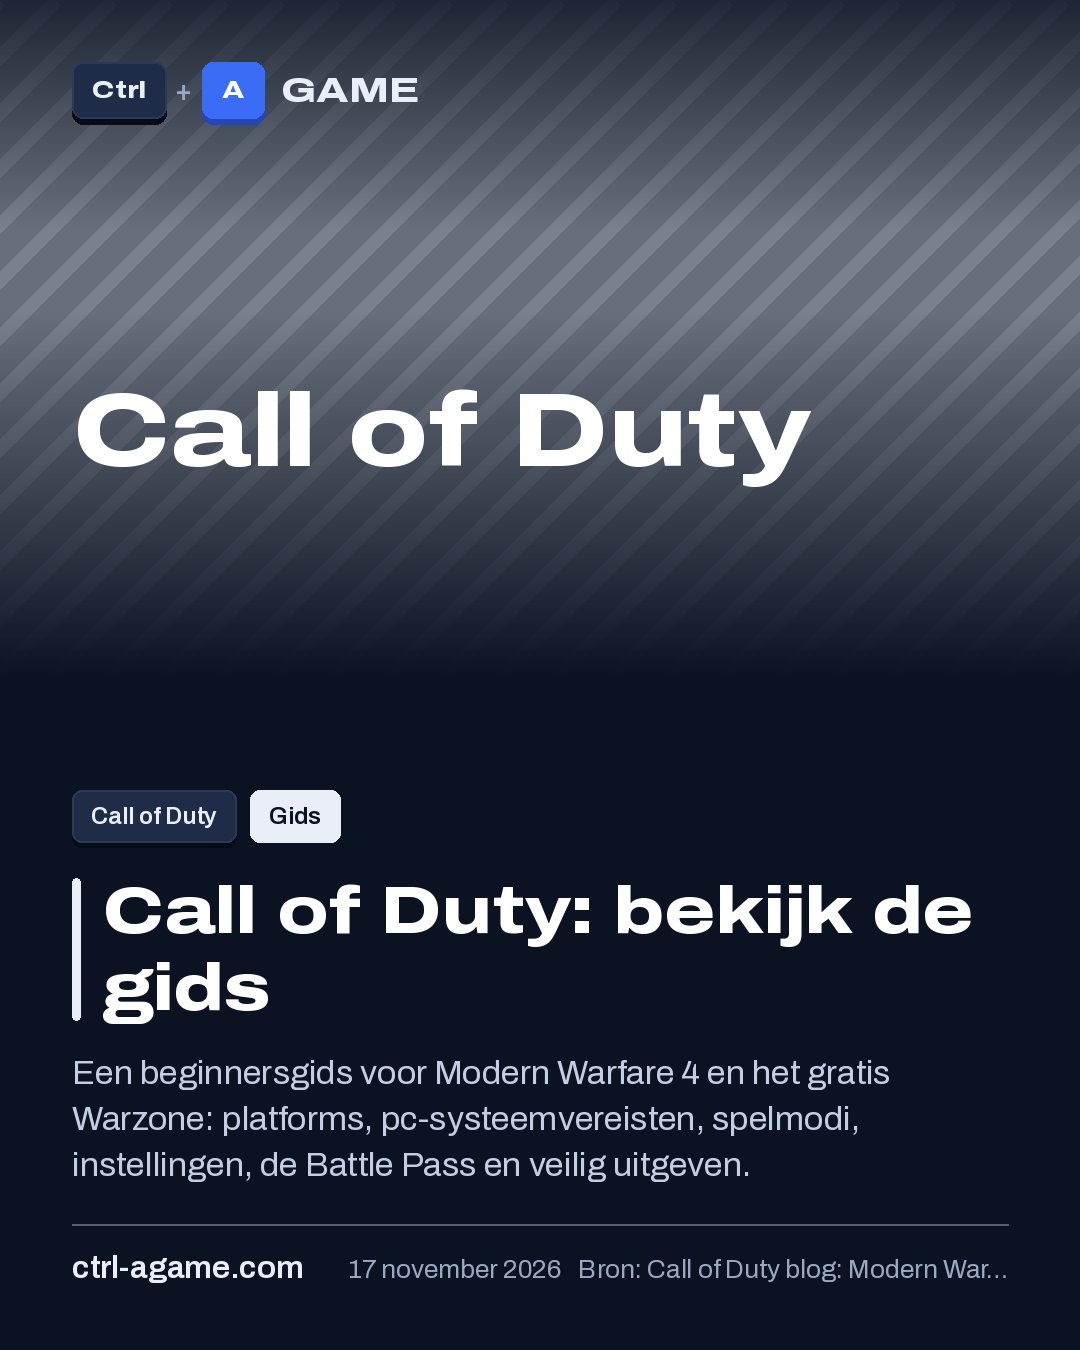 Ctrl + A GAME
Call of Duty
Call of Duty Gids
Call of Duty: bekijk de
gids
Een beginnersgids voor Modern Warfare 4 en het gratis
Warzone: platforms, pc-systeemvereisten, spelmodi,
instellingen, de Battle Pass en veilig uitgeven.
ctrl-agame.com 17 november 2026 Bron: Call of Duty blog: Modern War...